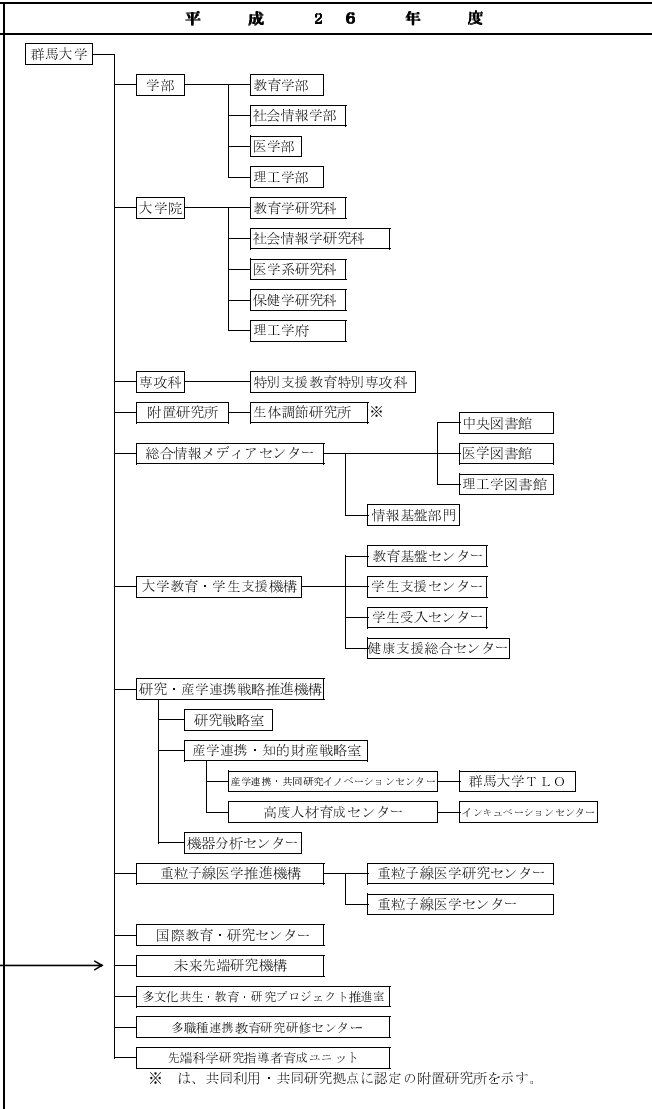 平 成 ２ ６ 年 度
群馬大学
学部
教育学部
社会情報学部
医学部
理工学部
大学院
教育学研究科
社会情報学研究科
医学系研究科
保健学研究科
理工学府
専攻科
特別支援教育特別専攻科
附置研究所
生体調節研究所※
総合情報メディアセンター
中央図書館
医学図書館
理工学図書館
情報基盤部門
大学教育・学生支援機構
教育基盤センター
学生支援センター
学生受入センター
健康支援総合センター
研究・産学連携戦略推進機構
研究戦略室
産学連携・知的財産戦略室
産学連携・共同研究イノベーションセンター
群馬大学ＴＬＯ
高度人材育成センター
インキュベーションセンター
機器分析センター
重粒子線医学推進機構
重粒子線医学研究センター
重粒子線医学センター
国際教育・研究センター
未来先端研究機構
多文化共生・教育・研究プロジェクト推進室
多職種連携教育研究研修センター
先端科学研究指導者育成ユニット
※　は、共同利用・共同研究拠点に認定の附置研究所を示す。